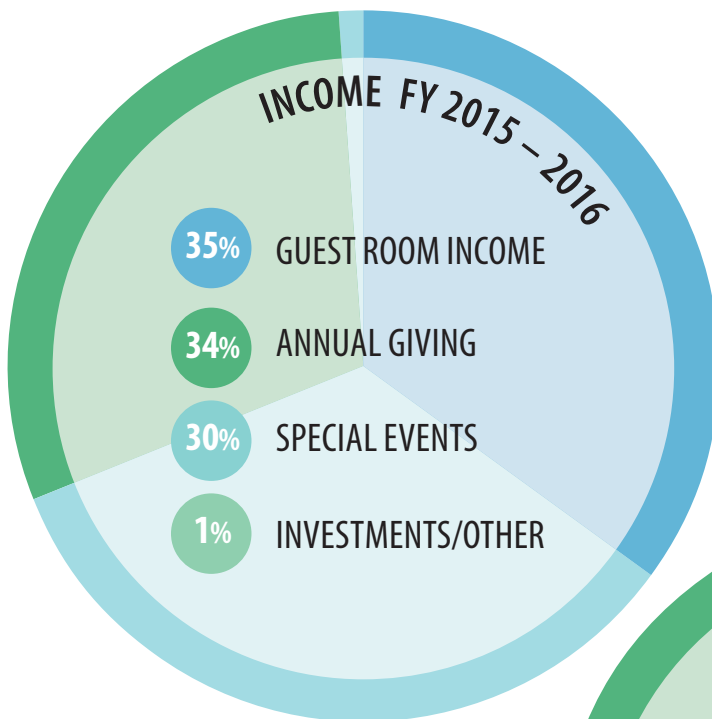 INCOME FY 2015 – 2016
35% GUEST ROOM INCOME
34% ANNUAL GIVING
30% SPECIAL EVENTS
1% INVESTMENTS/OTHER